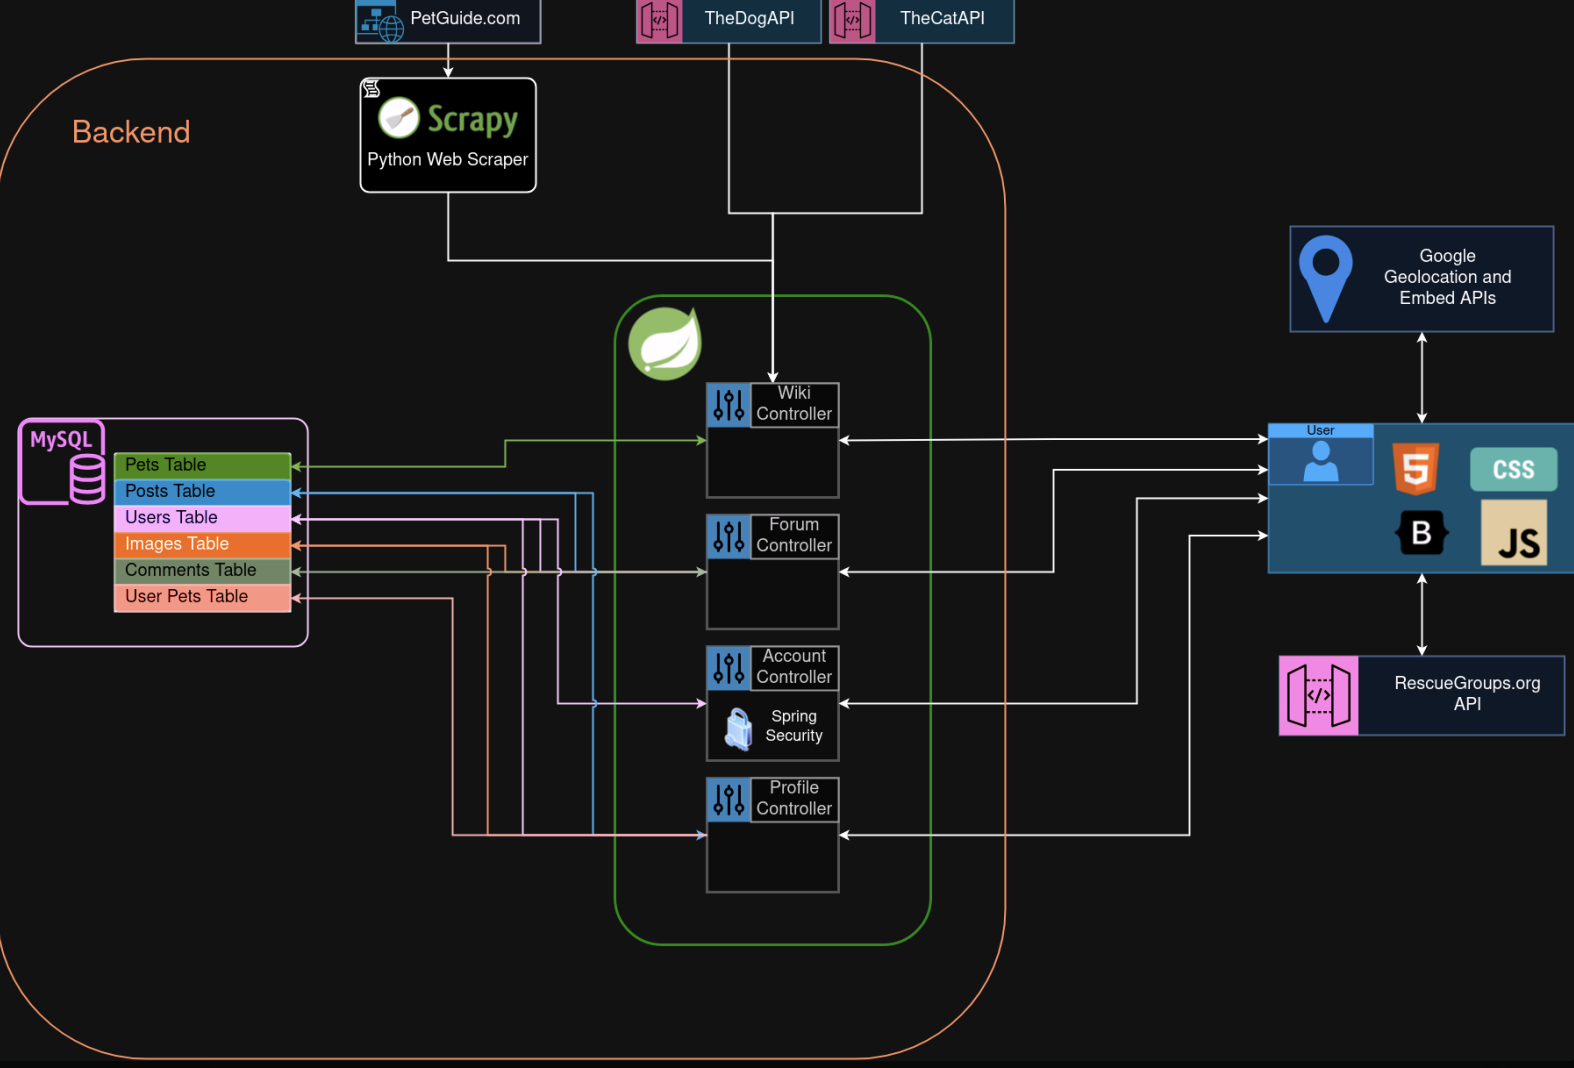 PetGuide.com
TheDogAPI
TheCatAPI
Backend
Scrapy
Python Web Scraper
Google
Geolocation and
Embed APIs
Wiki
Controller
MySQL
Pets Table
Posts Table
Users Table
Images Table
Comments Table
User Pets Table
User
5
CSS
B
JS
Forum
Controller
Account
Controller
Spring
Security
RescueGroups.org
API
Profile
Controller